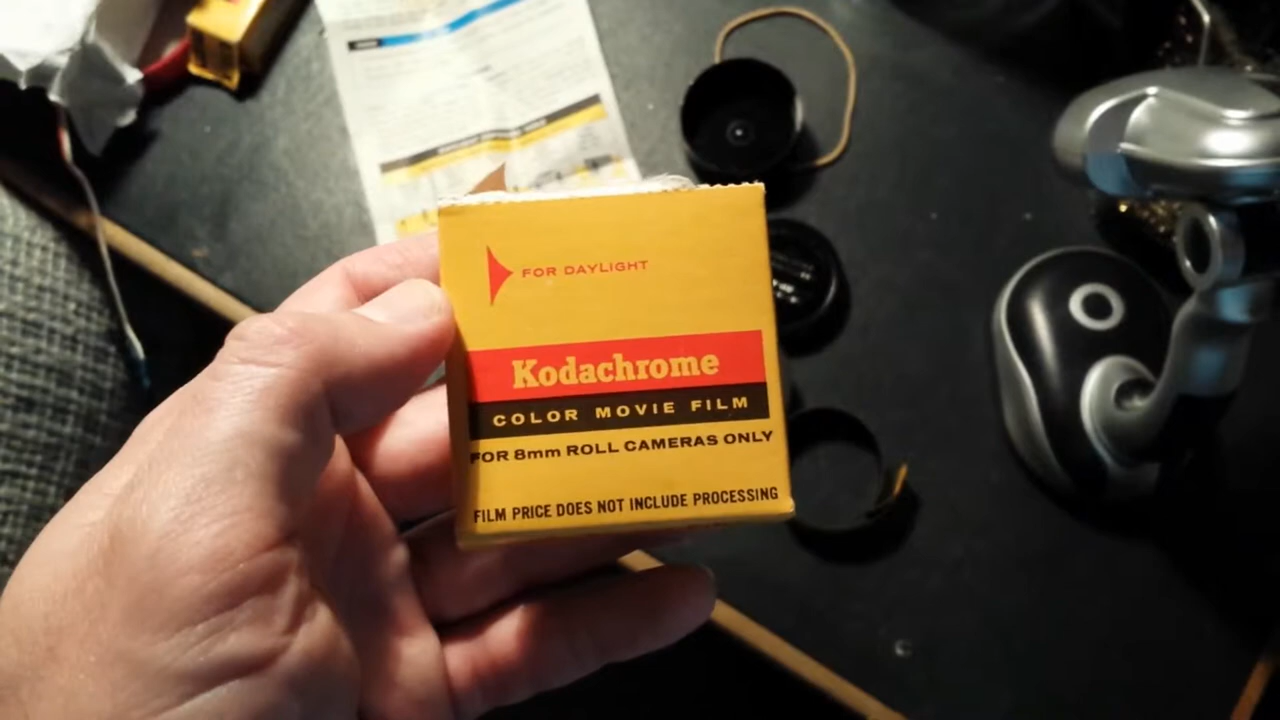 FOR DAYLIGHT
Kodachrome
COLOR MOVIE FILM
FOR 8mm ROLL CAMERAS ONLY
FILM PRICE DOES NOT INCLUDE PROCESSING